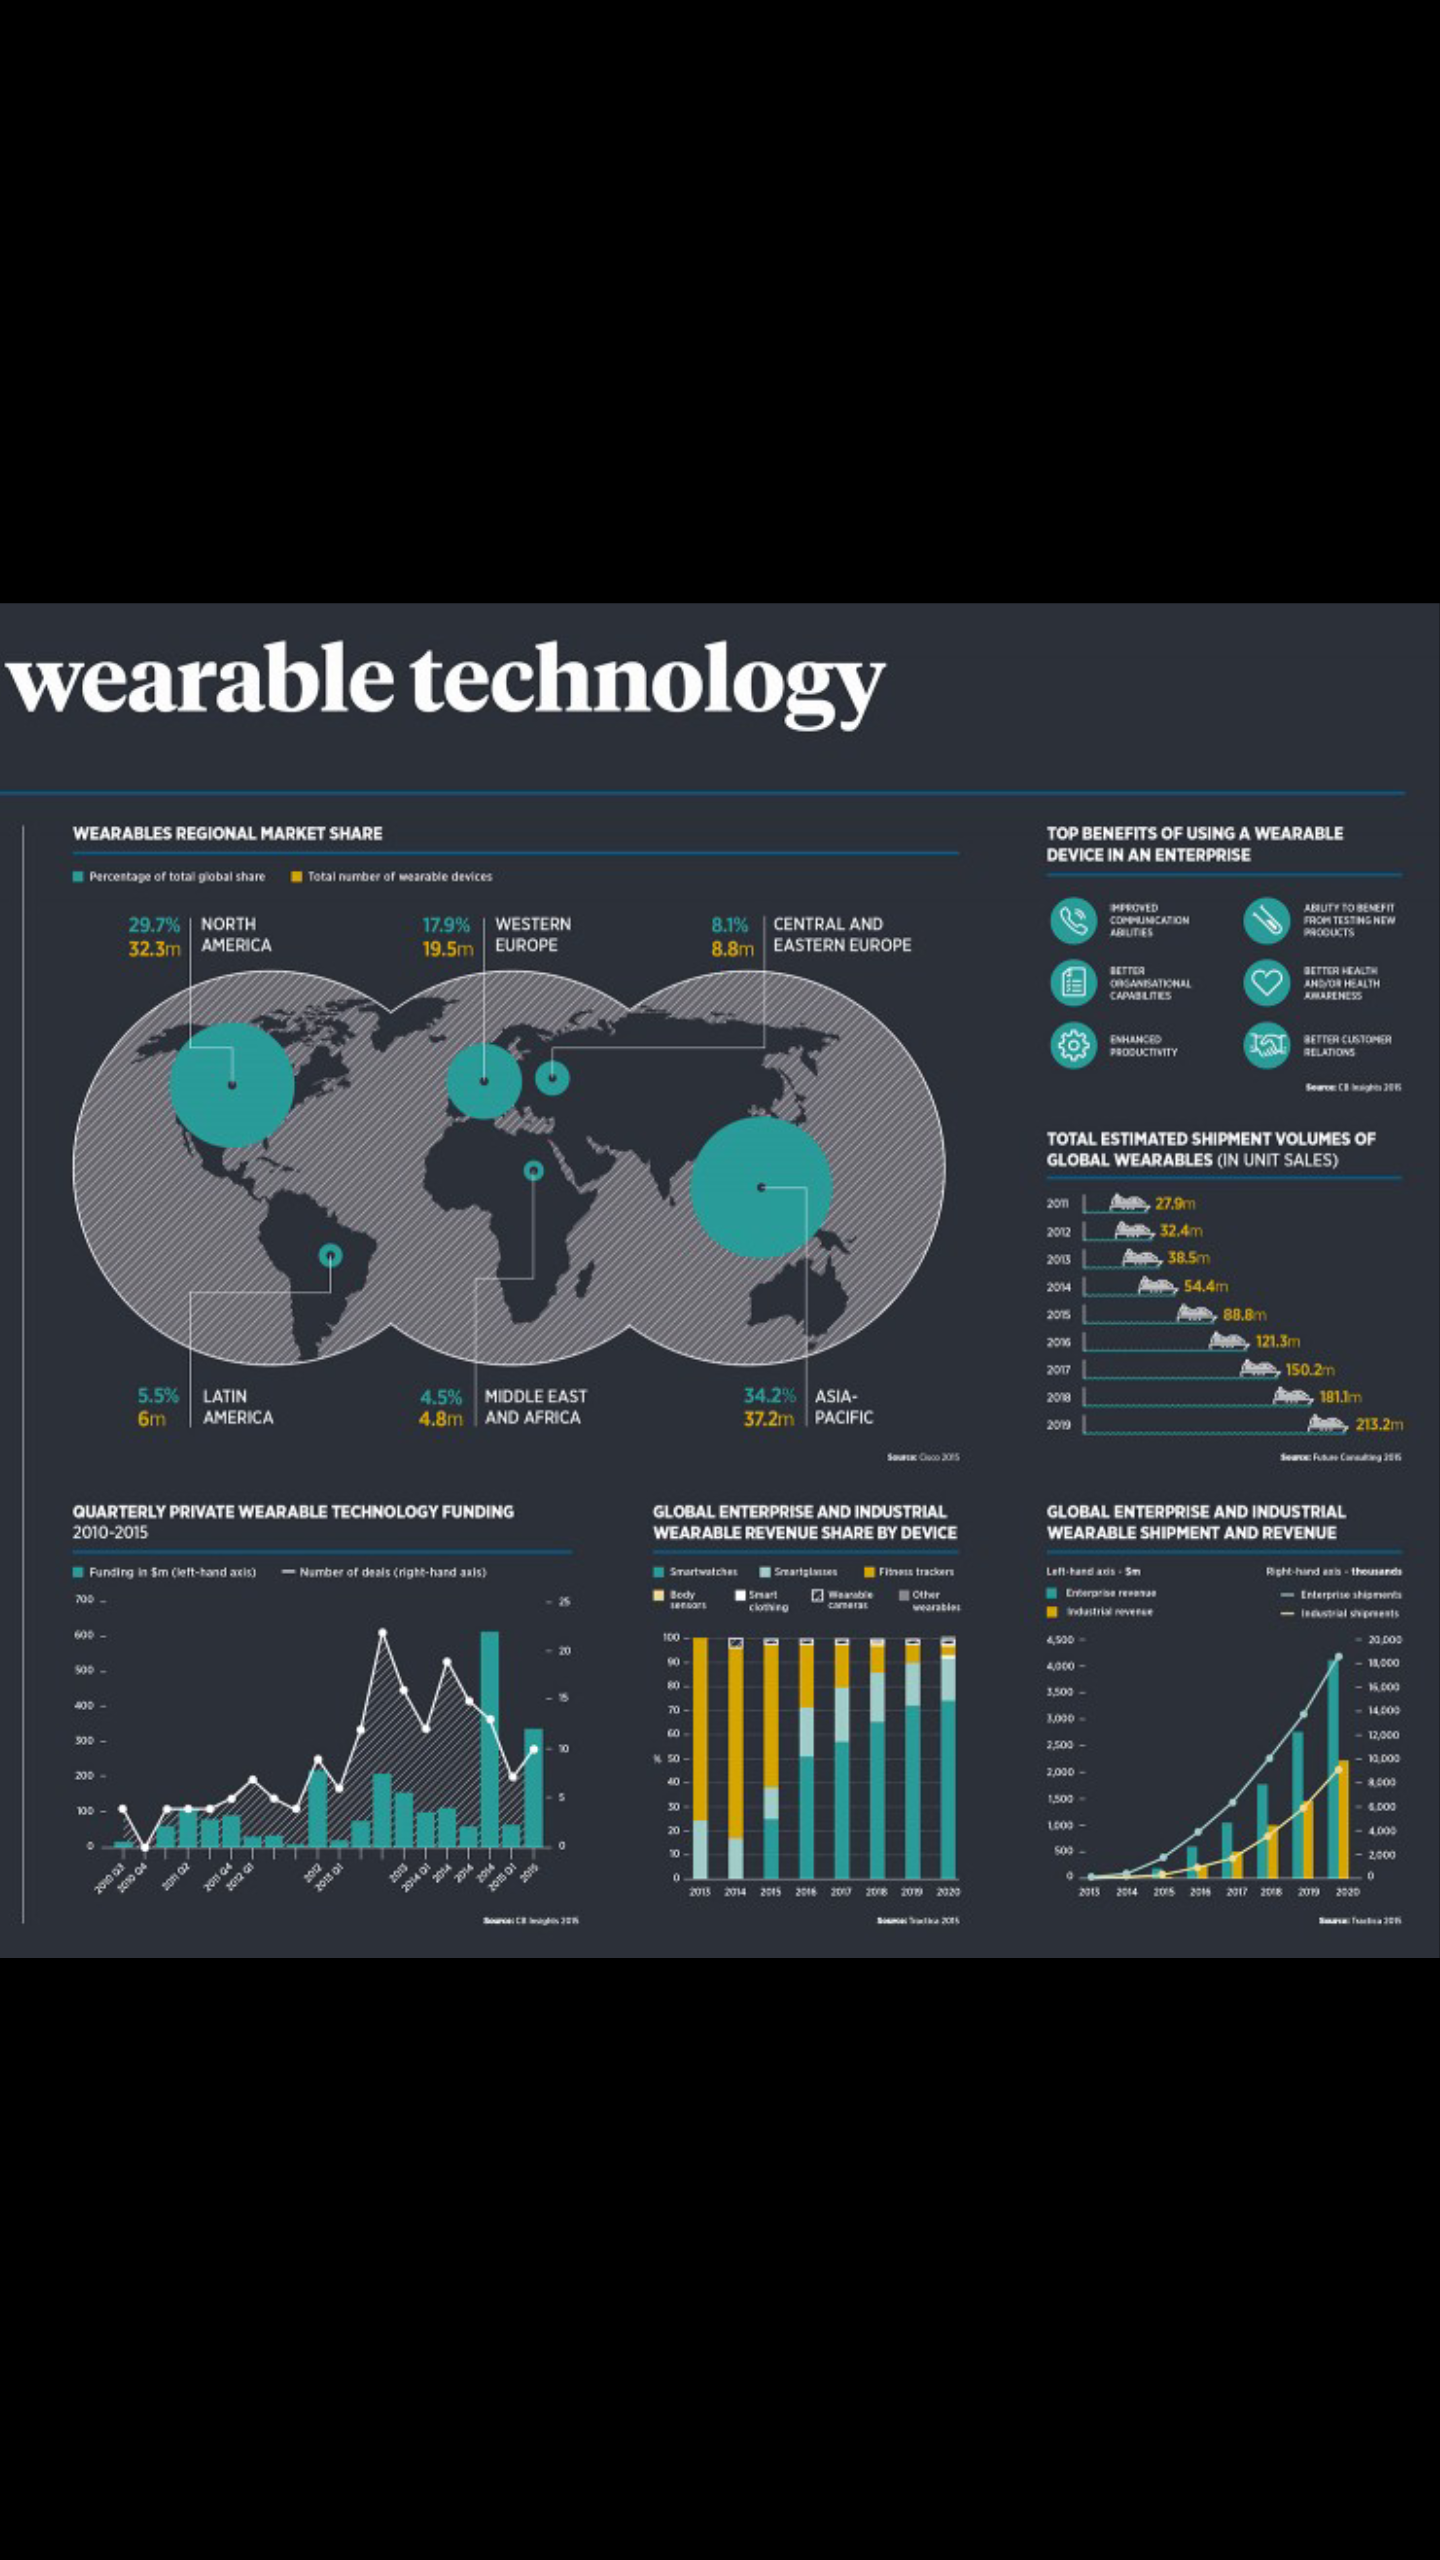 wearable technology
WEARABLES REGIONAL MARKET SHARE
Percentage of total global share
Total number of wearable devices
29.7%
32.3m
NORTH
AMERICA
17.9%
19.5m
WESTERN
EUROPE
8.1%
8.8m
CENTRAL AND
EASTERN EUROPE
5.5%
6m
LATIN
AMERICA
4.5%
4.8m
MIDDLE EAST
AND AFRICA
34.2%
37.2m
ASIA-
PACIFIC
Source: Cisco 2015
TOP BENEFITS OF USING A WEARABLE
DEVICE IN AN ENTERPRISE
IMPROVED
COMMUNICATION
ABILITIES
ABILITY TO BENEFIT
FROM TESTING NEW
PRODUCTS
BETTER
ORGANISATIONAL
CAPABILITIES
BETTER HEALTH
AND/OR HEALTH
AWARENESS
ENHANCED
PRODUCTIVITY
BETTER CUSTOMER
RELATIONS
Source: CB Insights 2015
TOTAL ESTIMATED SHIPMENT VOLUMES OF
GLOBAL WEARABLES (IN UNIT SALES)
2011 27.9m
2012 32.4m
2013 38.5m
2014 54.4m
2015 88.8m
2016 121.3m
2017 150.2m
2018 181.1m
2019 213.2m
Source: Future Consulting 2015
QUARTERLY PRIVATE WEARABLE TECHNOLOGY FUNDING
2010-2015
Funding in $m (left-hand axis)
Number of deals (right-hand axis)
700
600
500
400
300
200
100
0
25
20
15
10
5
0
2010 Q3
2010 Q4
2011 Q2
2011 Q4
2012 Q1
2012
2013 Q1
2013
2014 Q1
2014
2014
2014
2015 Q1
2015
Source: CB Insights 2015
GLOBAL ENTERPRISE AND INDUSTRIAL
WEARABLE REVENUE SHARE BY DEVICE
Smartwatches
Smartglasses
Fitness trackers
Body
sensors
Smart
clothing
Wearable
cameras
Other
wearables
100
90
80
70
60
% 50
40
30
20
10
0
2013 2014 2015 2016 2017 2018 2019 2020
Source: Tractica 2015
GLOBAL ENTERPRISE AND INDUSTRIAL
WEARABLE SHIPMENT AND REVENUE
Left-hand axis - $m
Right-hand axis - thousands
Enterprise revenue
Enterprise shipments
Industrial revenue
Industrial shipments
4,500
4,000
3,500
3,000
2,500
2,000
1,500
1,000
500
0
20,000
18,000
16,000
14,000
12,000
10,000
8,000
6,000
4,000
2,000
0
2013 2014 2015 2016 2017 2018 2019 2020
Source: Tractica 2015